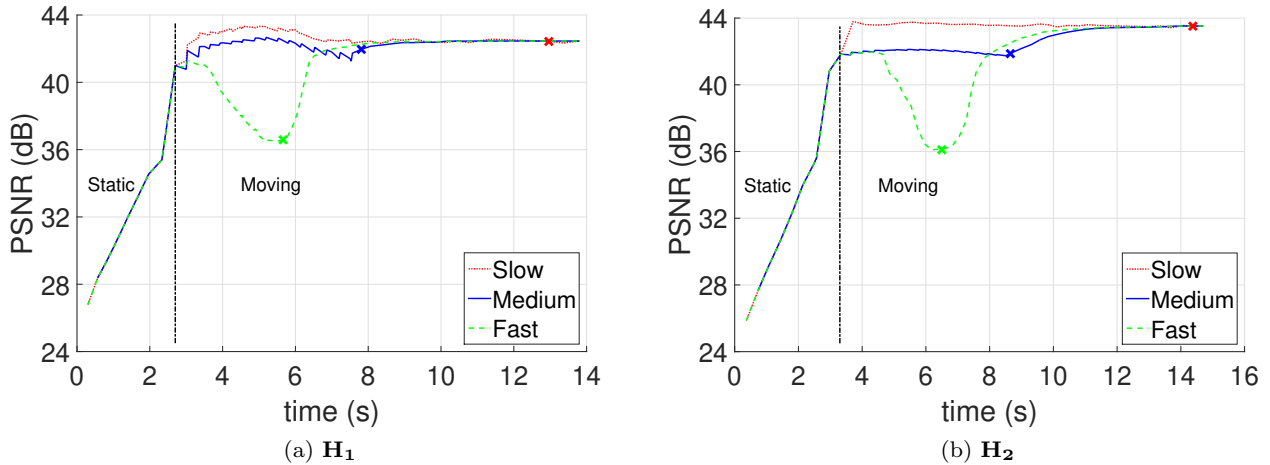 44
40
36
32
28
24
PSNR (dB)
Static
Moving
Slow
Medium
Fast
0 2 4 6 8 10 12 14
time (s)
(a) H1
44
40
36
32
28
24
PSNR (dB)
Static
Moving
Slow
Medium
Fast
0 2 4 6 8 10 12 14 16
time (s)
(b) H2